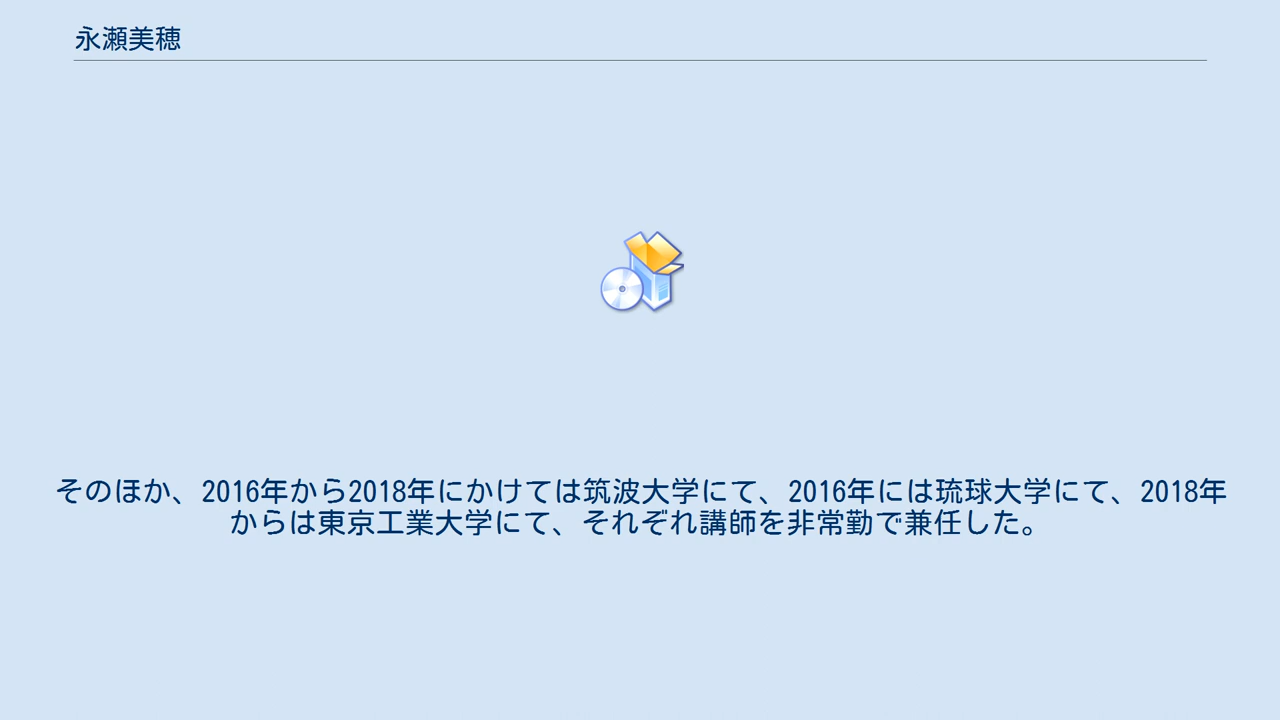 永瀬美穂
そのほか、2016年から2018年にかけては筑波大学にて、2016年には琉球大学にて、2018年
からは東京工業大学にて、それぞれ講師を非常勤で兼任した。